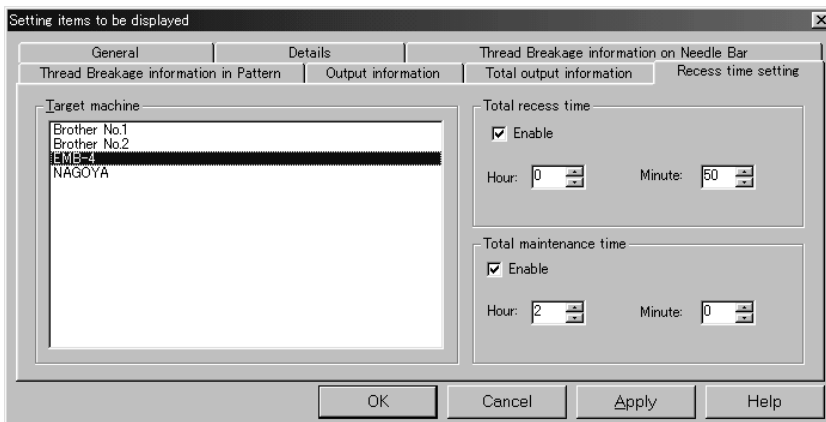 Setting items to be displayed
General
Details
Thread Breakage information on Needle Bar
Thread Breakage information in Pattern
Output information
Total output information
Recess time setting
Target machine
Brother No.1
Brother No.2
EMB-4
NAGOYA
Total recess time
Enable
Hour: 0 Minute: 50
Total maintenance time
Enable
Hour: 2 Minute: 0
OK
Cancel
Apply
Help